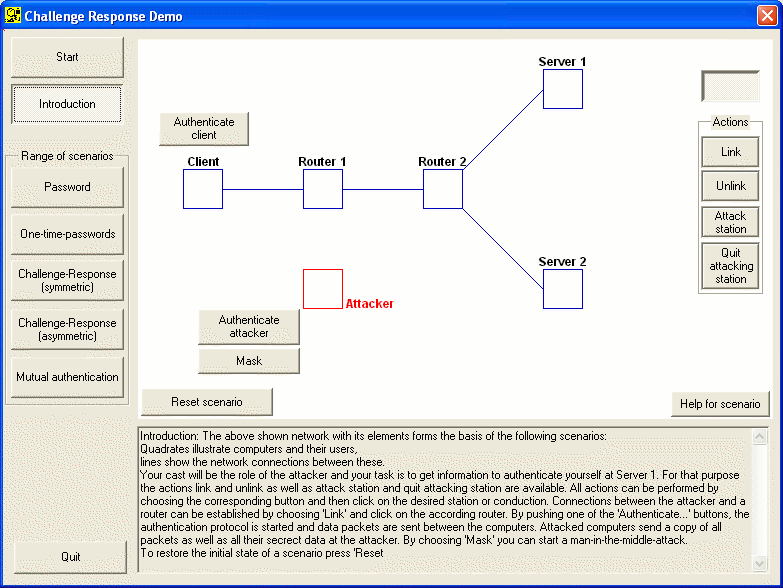 Challenge Response Demo
Start
Introduction
Range of scenarios
Password
One-time-passwords
Challenge-Response
(symmetric)
Challenge-Response
(asymmetric)
Mutual authentication
Quit
Authenticate
client
Client
Router 1
Router 2
Server 1
Server 2
Attacker
Authenticate
attacker
Mask
Reset scenario
Actions
Link
Unlink
Attack
station
Quit
attacking
station
Help for scenario
Introduction: The above shown network with its elements forms the basis of the following scenarios:
Quadrates illustrate computers and their users,
lines show the network connections between these.
Your cast will be the role of the attacker and your task is to get information to authenticate yourself at Server 1. For that purpose
the actions link and unlink as well as attack station and quit attacking station are available. All actions can be performed by
choosing the corresponding button and then click on the desired station or conduction. Connections between the attacker and a
router can be established by choosing 'Link' and click on the according router. By pushing one of the 'Authenticate...' buttons, the
authentication protocol is started and data packets are sent between the computers. Attacked computers send a copy of all
packets as well as all their secrect data at the attacker. By choosing 'Mask' you can start a man-in-the-middle-attack.
To restore the initial state of a scenario press 'Reset